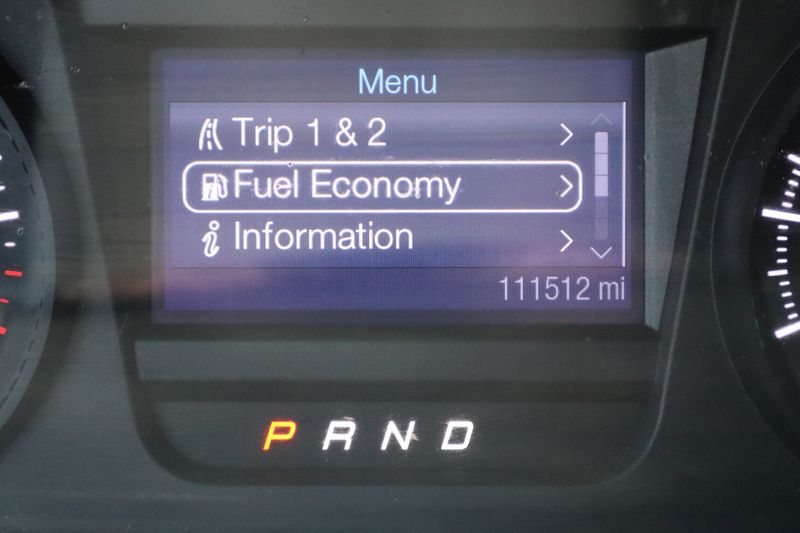 Menu
Trip 1 & 2
Fuel Economy
Information
111512 mi
P R N D